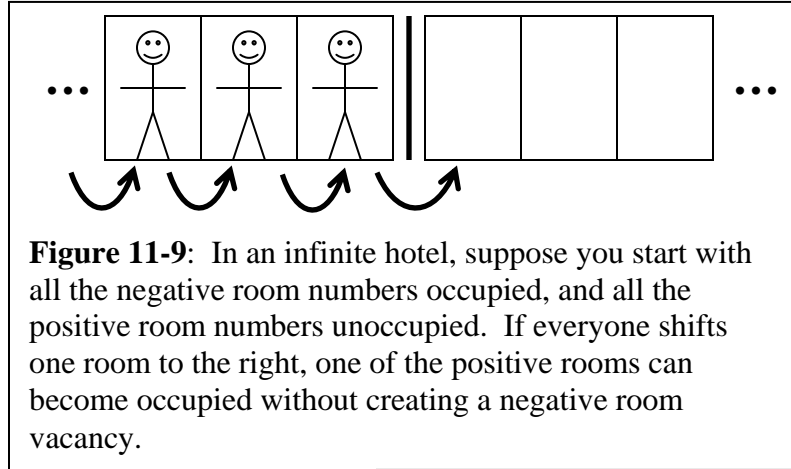 Figure 11-9:  In an infinite hotel, suppose you start with
all the negative room numbers occupied, and all the
positive room numbers unoccupied.  If everyone shifts
one room to the right, one of the positive rooms can
become occupied without creating a negative room
vacancy.